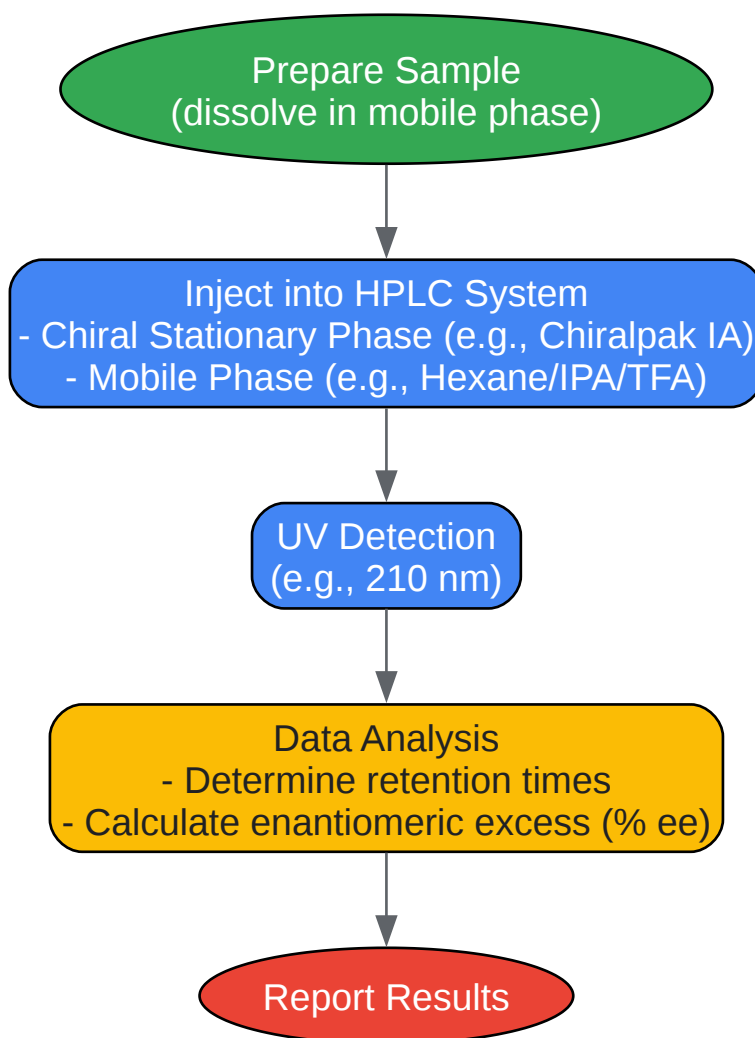 Prepare Sample
(dissolve in mobile phase)
Inject into HPLC System
- Chiral Stationary Phase (e.g., Chiralpak IA)
- Mobile Phase (e.g., Hexane/IPA/TFA)
UV Detection
(e.g., 210 nm)
Data Analysis
- Determine retention times
- Calculate enantiomeric excess (% ee)
Report Results